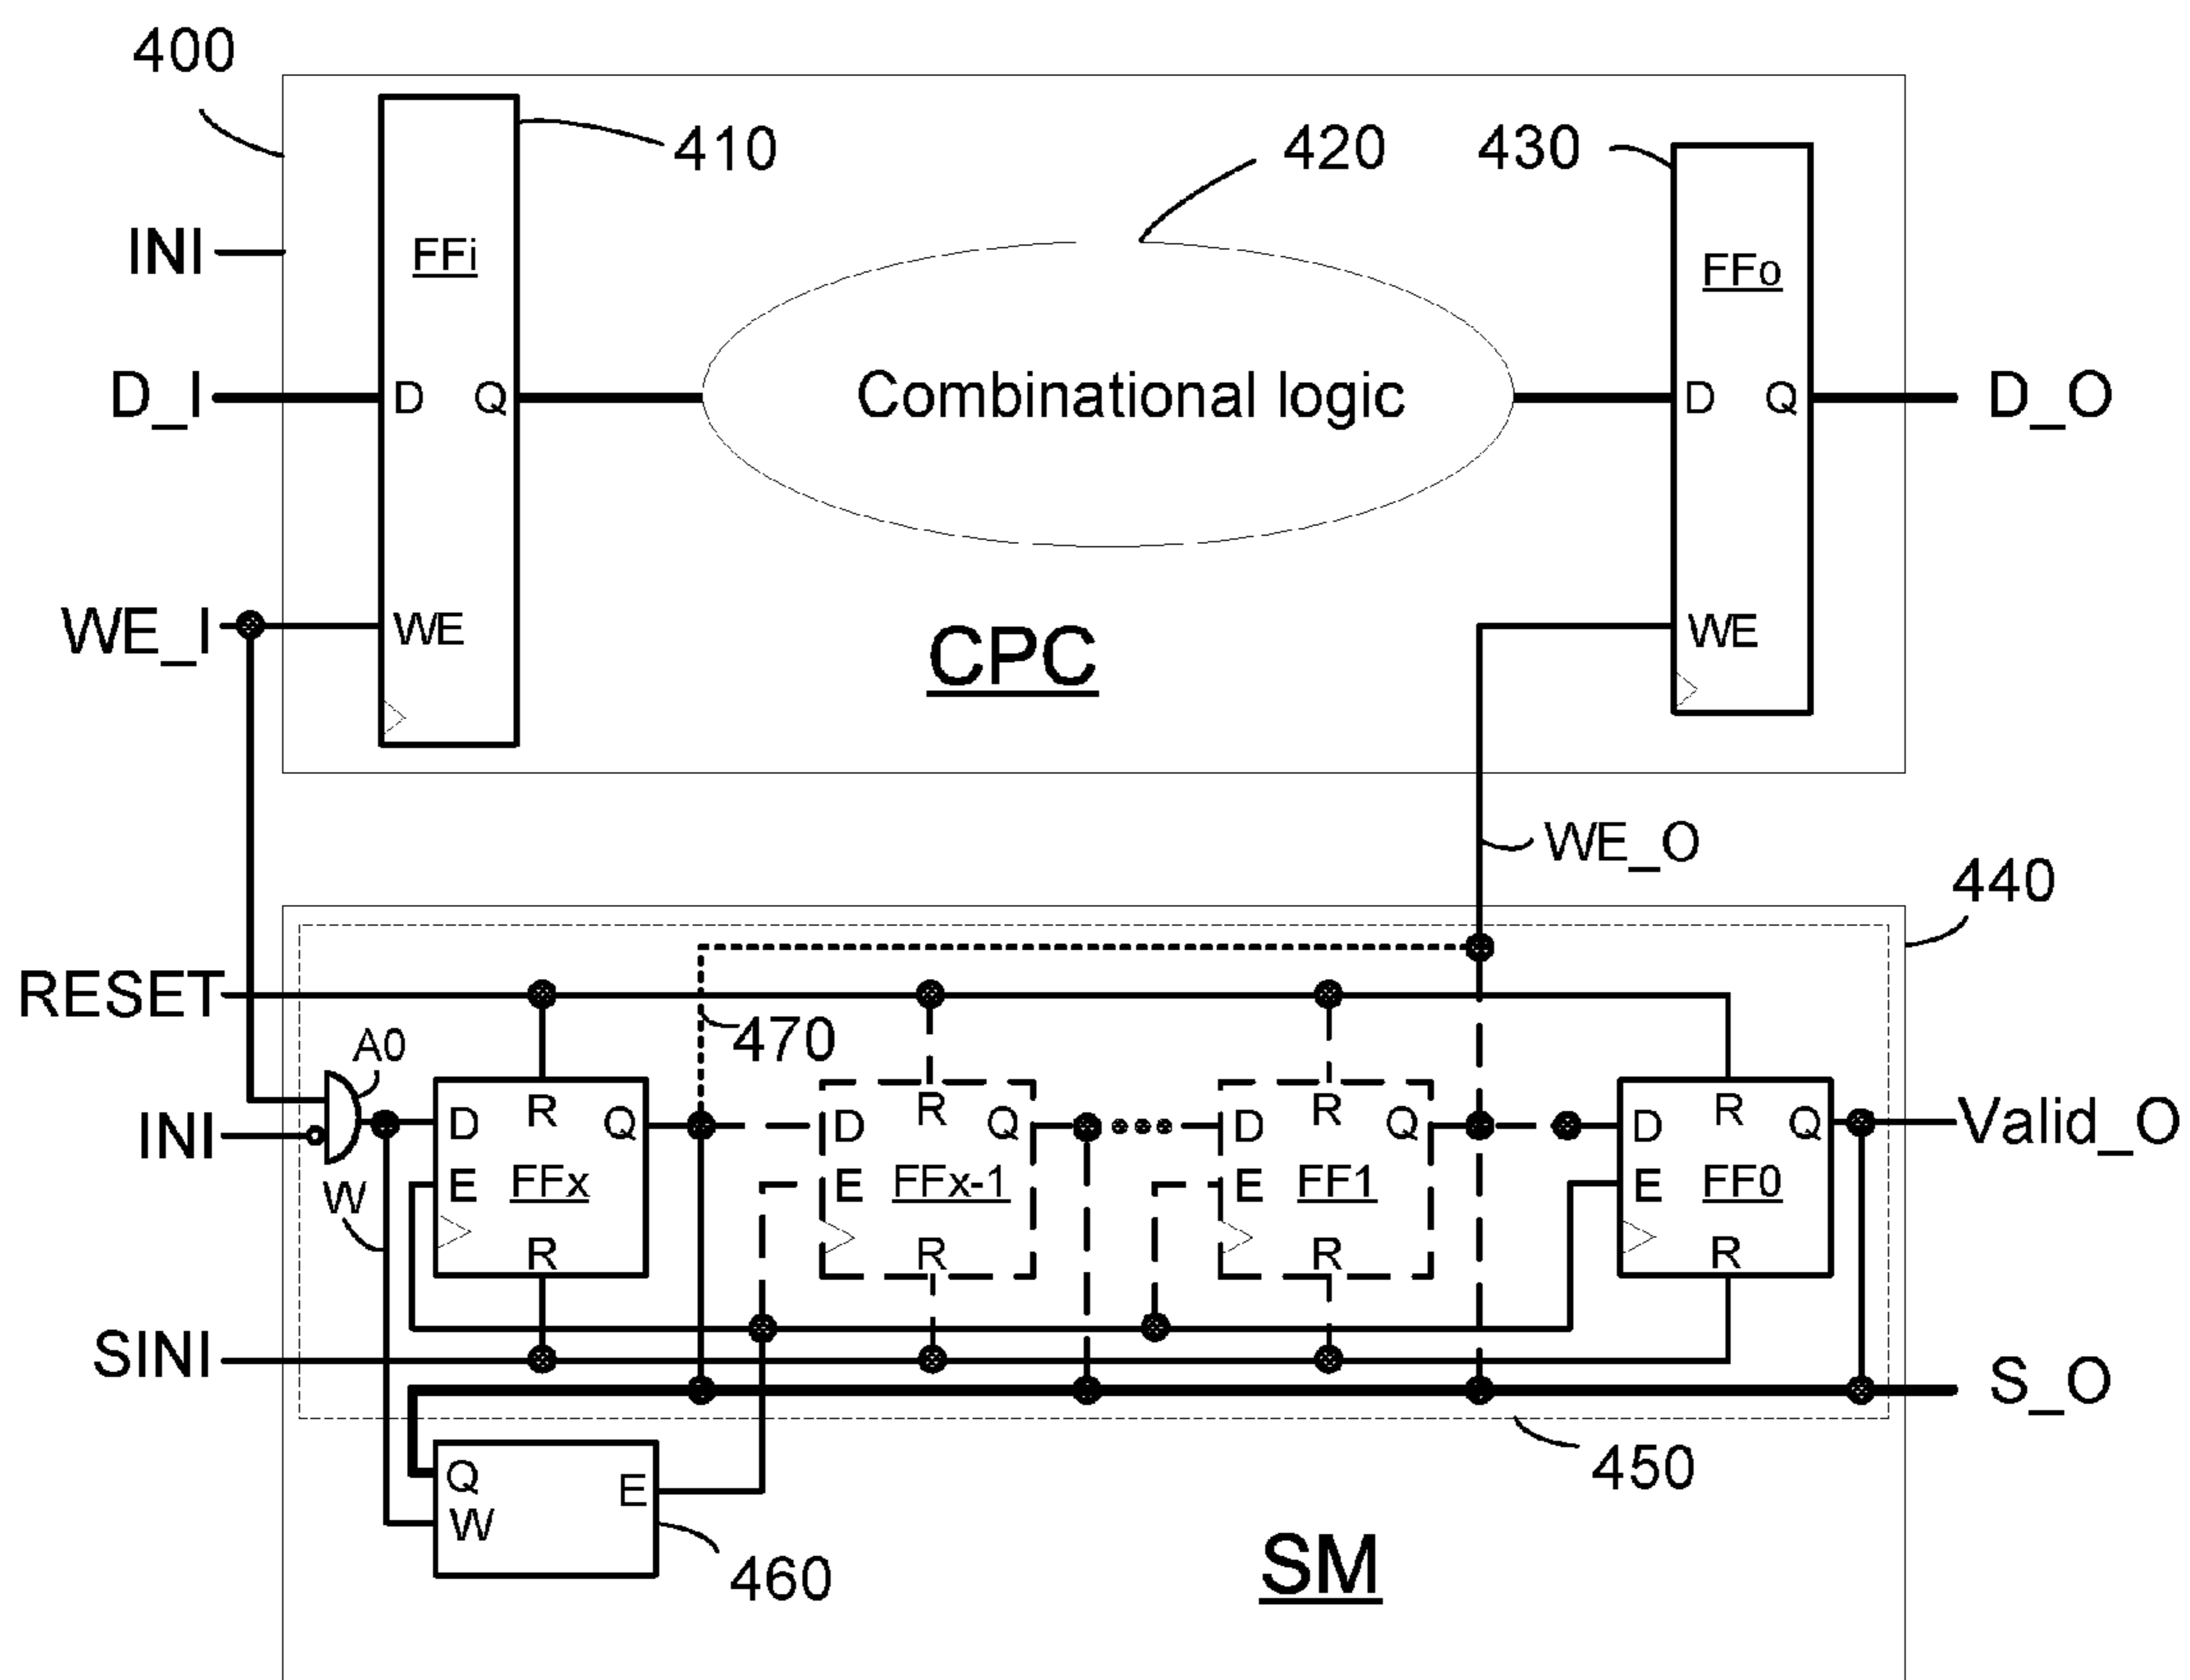 400
410
420
430
INI
FFi
FFo
D_I
D
Q
Combinational logic
D
Q
D_O
WE_I
WE
CPC
WE
WE_O
440
RESET
470
A0
INI
D
R
Q
E
FFx
R
D
R
Q
E
FFx-1
R
D
R
Q
E
FF1
R
D
R
Q
E
FF0
R
Valid_O
W
SINI
S_O
450
Q
E
W
460
SM